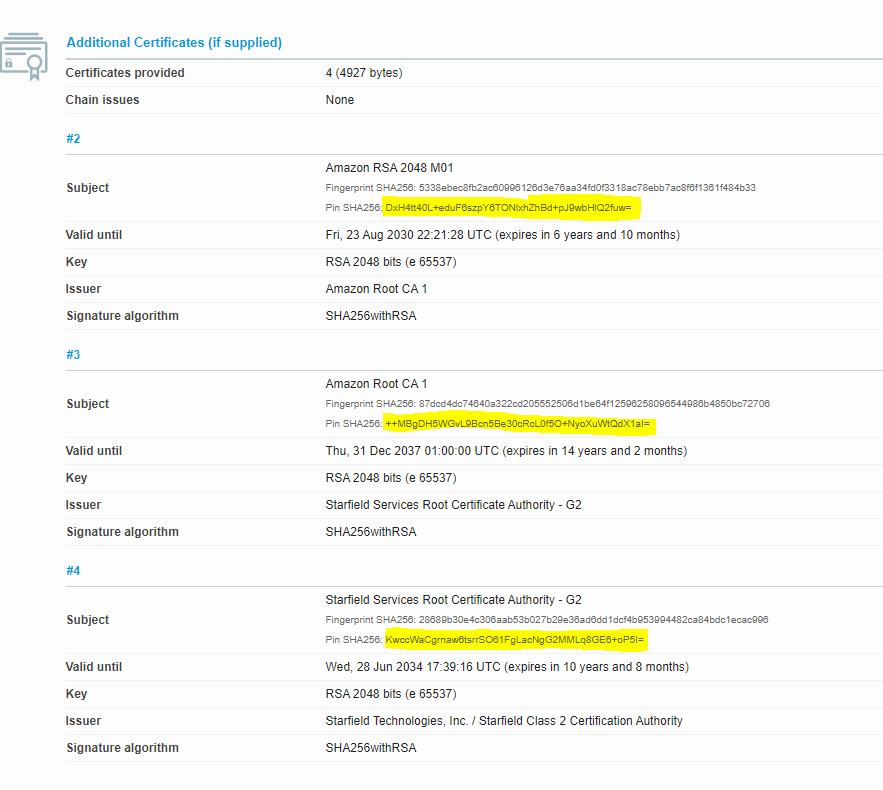 Additional Certificates (if supplied)
Certificates provided 4 (4927 bytes)
Chain issues None
#2
Subject
Amazon RSA 2048 M01
Fingerprint SHA256: 5338ebec8fb2ac60996126d3e76aa34fd0f3318ac78ebb7ac8f6f1361f484b33
Pin SHA256: DxH4tt40L+eduF6szpY6TONlxhZhBd+pJ9wbHlQ2fuw=
Valid until Fri, 23 Aug 2030 22:21:28 UTC (expires in 6 years and 10 months)
Key RSA 2048 bits (e 65537)
Issuer Amazon Root CA 1
Signature algorithm SHA256withRSA
#3
Subject
Amazon Root CA 1
Fingerprint SHA256: 87dcd4dc74640a322cd205552506d1be64f12596258096544986b4850bc72706
Pin SHA256: ++MBgDH5WGvL9Bcn5Be30cRcL0f5O+NyoXuWtQdX1aI=
Valid until Thu, 31 Dec 2037 01:00:00 UTC (expires in 14 years and 2 months)
Key RSA 2048 bits (e 65537)
Issuer Starfield Services Root Certificate Authority - G2
Signature algorithm SHA256withRSA
#4
Subject
Starfield Services Root Certificate Authority - G2
Fingerprint SHA256: 28689b30e4c306aab53b027b29e36ad6dd1dcf4b953994482ca84bdc1ecac996
Pin SHA256: KwccWaCgrnaw6tsrrSO61FgLacNgG2MMLq8GE6+oP5I=
Valid until Wed, 28 Jun 2034 17:39:16 UTC (expires in 10 years and 8 months)
Key RSA 2048 bits (e 65537)
Issuer Starfield Technologies, Inc. / Starfield Class 2 Certification Authority
Signature algorithm SHA256withRSA